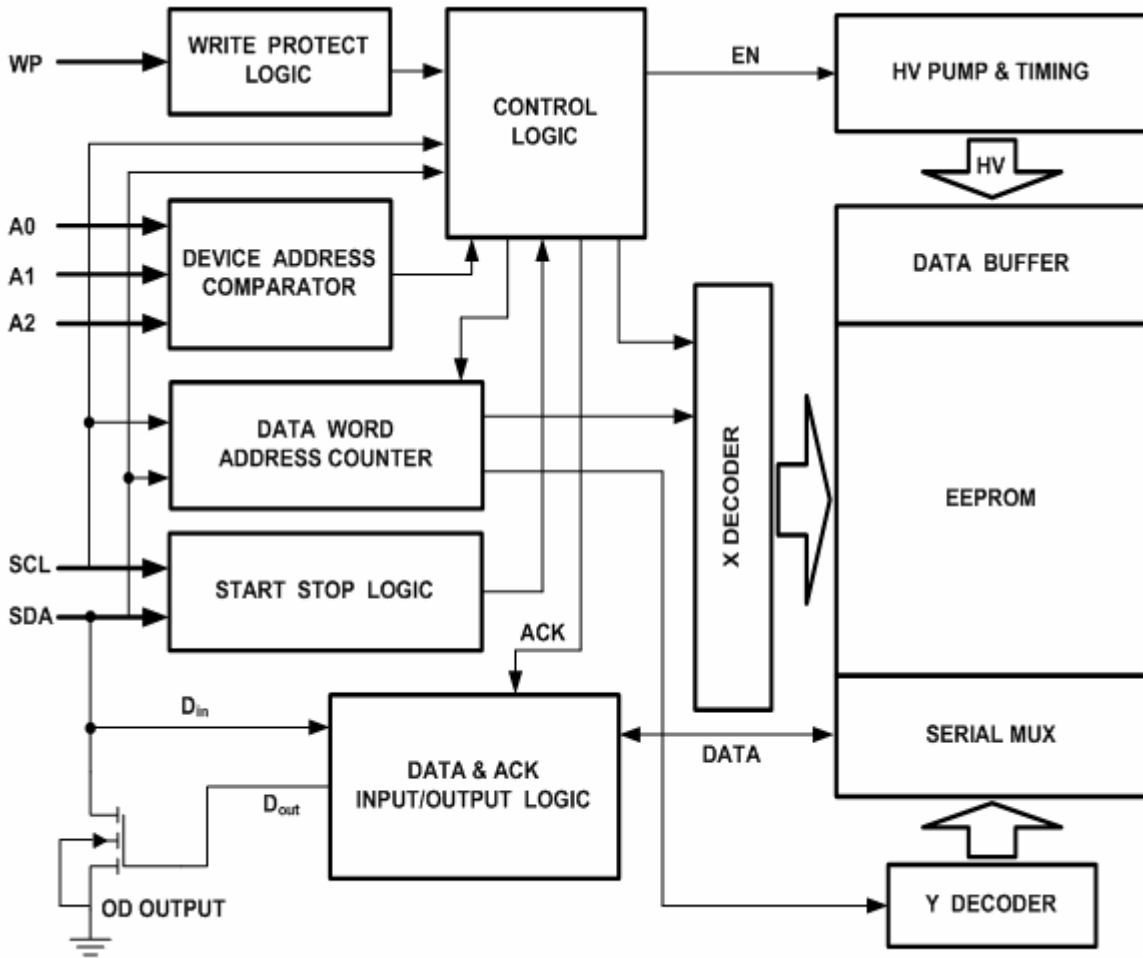 WP
WRITE PROTECT
LOGIC
CONTROL
LOGIC
EN
HV PUMP & TIMING
HV
A0
A1
A2
DEVICE ADDRESS
COMPARATOR
DATA BUFFER
DATA WORD
ADDRESS COUNTER
X DECODER
EEPROM
SCL
SDA
START STOP LOGIC
ACK
Din
DATA & ACK
INPUT/OUTPUT LOGIC
DATA
SERIAL MUX
Dout
OD OUTPUT
Y DECODER